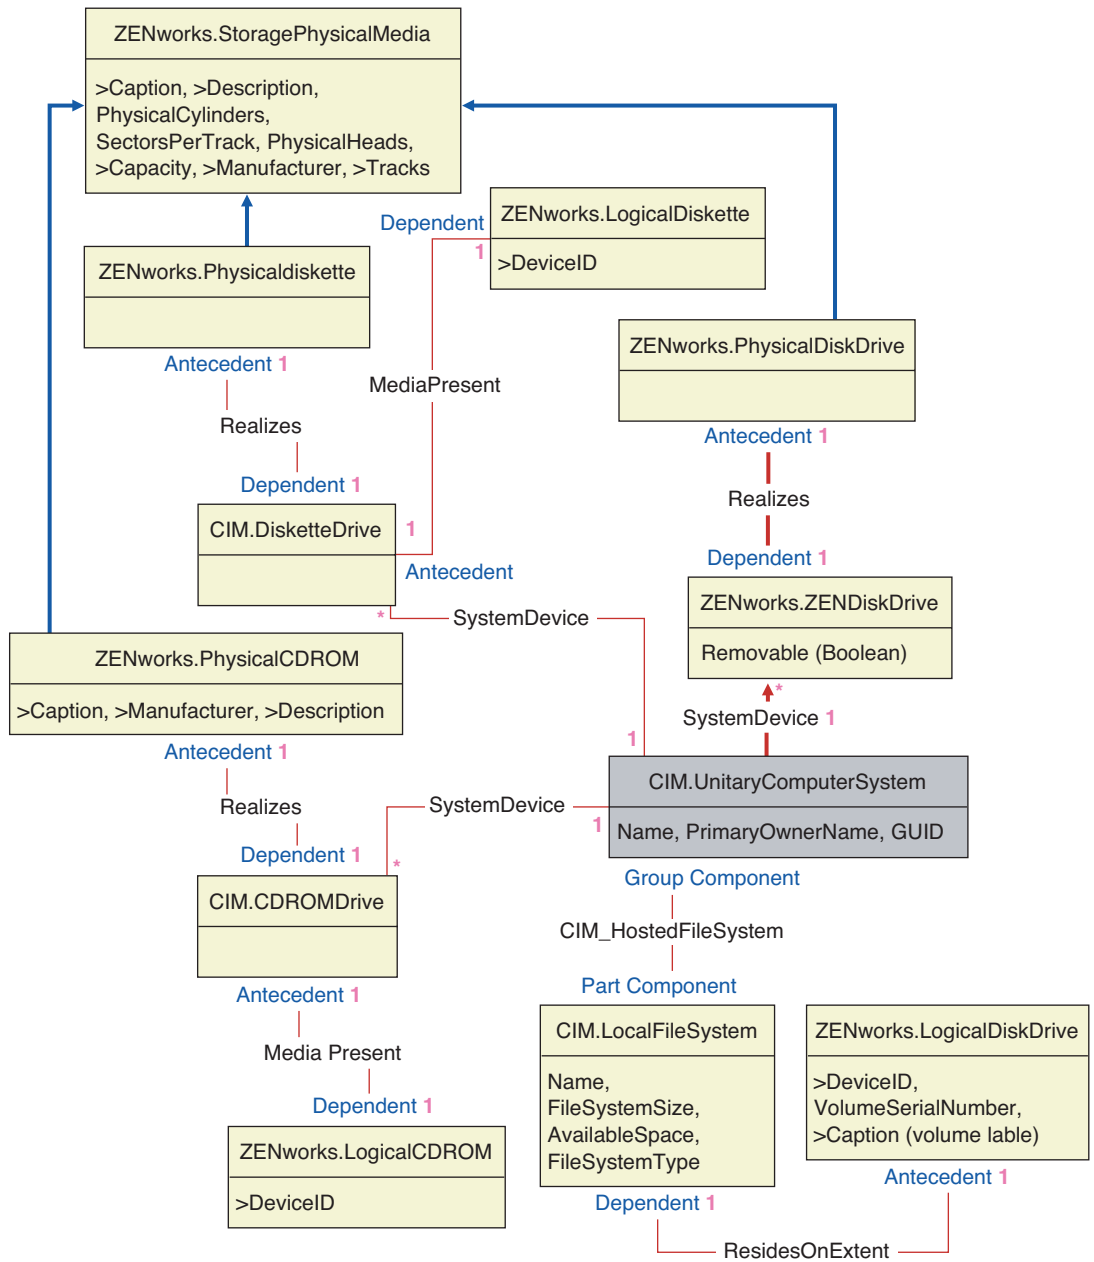 ZENworks.StoragePhysicalMedia
>Caption, >Description,
PhysicalCylinders,
SectorsPerTrack, PhysicalHeads,
>Capacity, >Manufacturer, >Tracks
Dependent
1
ZENworks.LogicalDiskette
>DeviceID
ZENworks.Physicaldiskette
Antecedent 1
Realizes
Dependent 1
MediaPresent
ZENworks.PhysicalDiskDrive
Antecedent 1
Realizes
Dependent 1
CIM.DisketteDrive
1
Antecedent
*
SystemDevice
1
ZENworks.ZENDiskDrive
Removable (Boolean)
*
SystemDevice 1
ZENworks.PhysicalCDROM
>Caption, >Manufacturer, >Description
Antecedent 1
Realizes
Dependent 1
*
SystemDevice
1
CIM.UnitaryComputerSystem
Name, PrimaryOwnerName, GUID
Group Component
CIM_HostedFileSystem
Part Component
CIM.CDROMDrive
Antecedent 1
Media Present
Dependent 1
ZENworks.LogicalCDROM
>DeviceID
CIM.LocalFileSystem
Name,
FileSystemSize,
AvailableSpace,
FileSystemType
Dependent 1
ZENworks.LogicalDiskDrive
>DeviceID,
VolumeSerialNumber,
>Caption (volume lable)
Antecedent 1
ResidesOnExtent